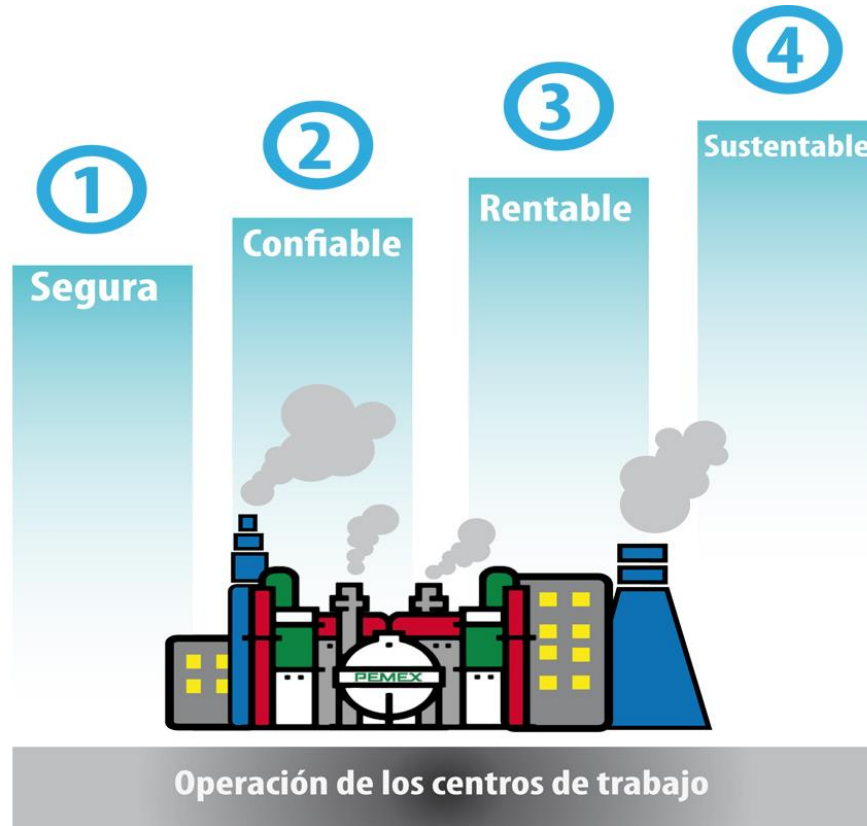 1
Segura
2
Confiable
3
Rentable
4
Sustentable
PEMEX
Operación de los centros de trabajo